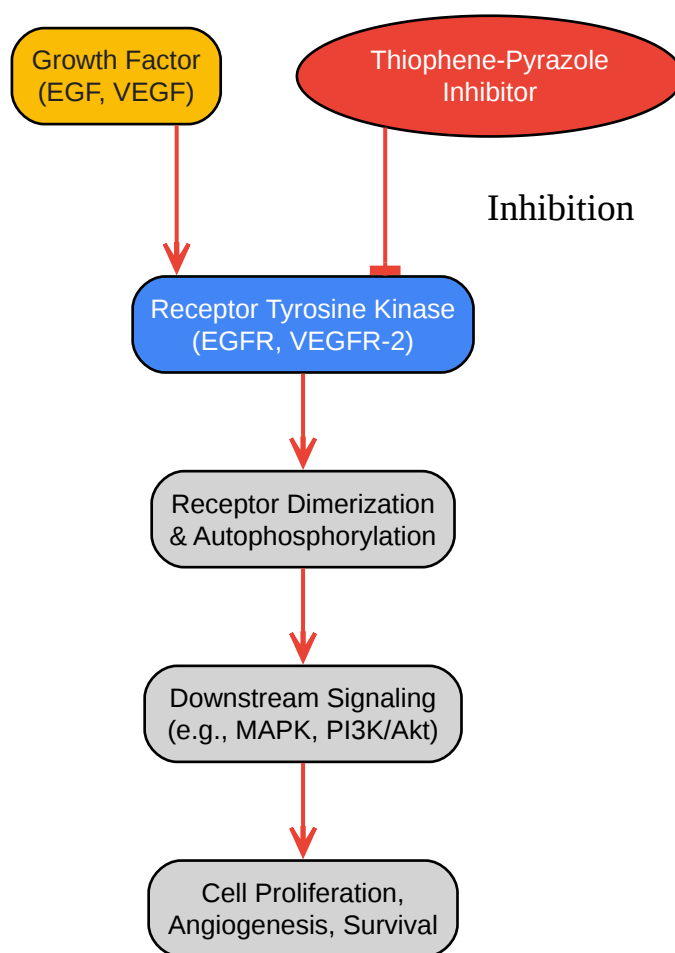 Growth Factor
(EGF, VEGF)
Thiophene-Pyrazole
Inhibitor
Inhibition
Receptor Tyrosine Kinase
(EGFR, VEGFR-2)
Receptor Dimerization
& Autophosphorylation
Downstream Signaling
(e.g., MAPK, PI3K/Akt)
Cell Proliferation,
Angiogenesis, Survival